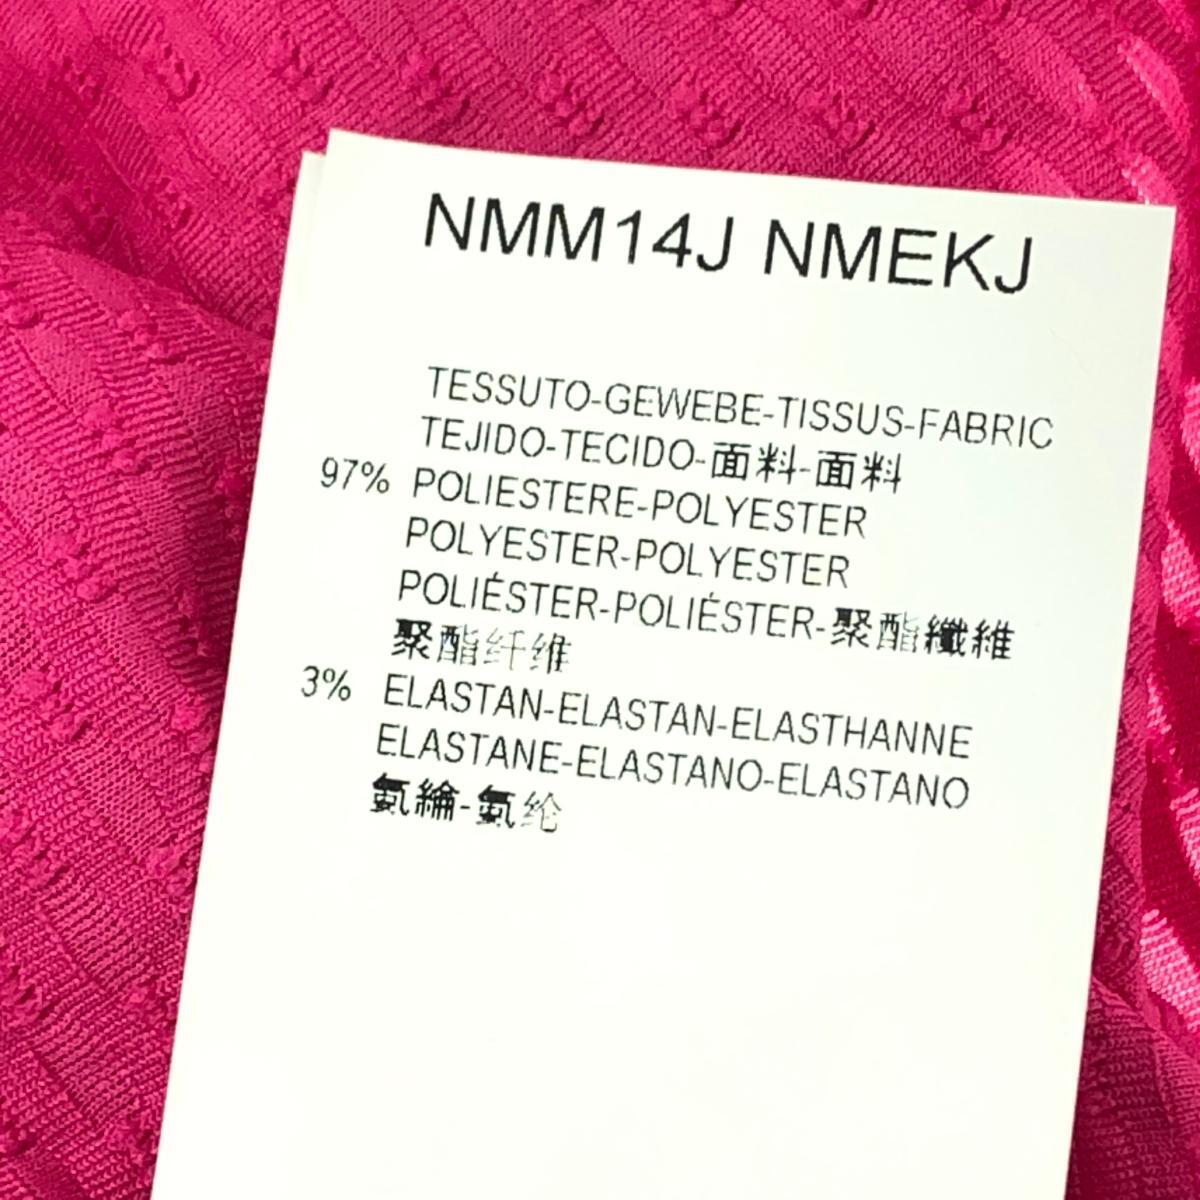 NMM14J NMEKJ
TESSUTO-GEWEBE-TISSUS-FABRIC
TEJIDO-TECIDO-面料-面料
97% POLIESTERE-POLYESTER
POLYESTER-POLYESTER
POLIÉSTER-POLIÉSTER-聚酯纖維
聚酯纤维
3% ELASTAN-ELASTAN-ELASTHANNE
ELASTANE-ELASTANO-ELASTANO
氨綸-氨纶